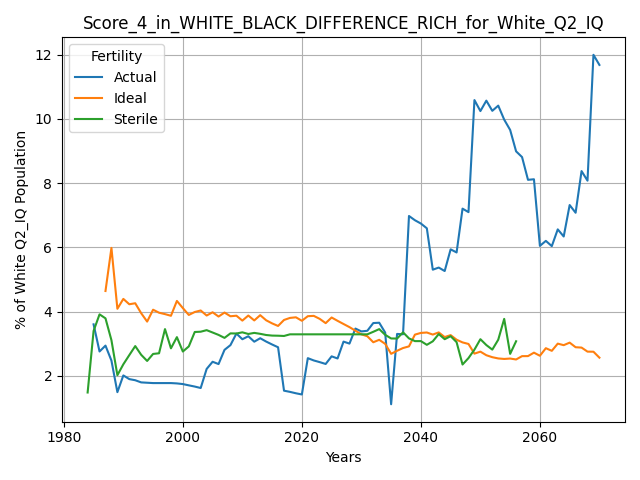 Score_4_in_WHITE_BLACK_DIFFERENCE_RICH_for_White_Q2_IQ
Fertility
Actual
Ideal
Sterile
% of White Q2_IQ Population
12
10
8
6
4
2
1980
2000
2020
2040
2060
Years